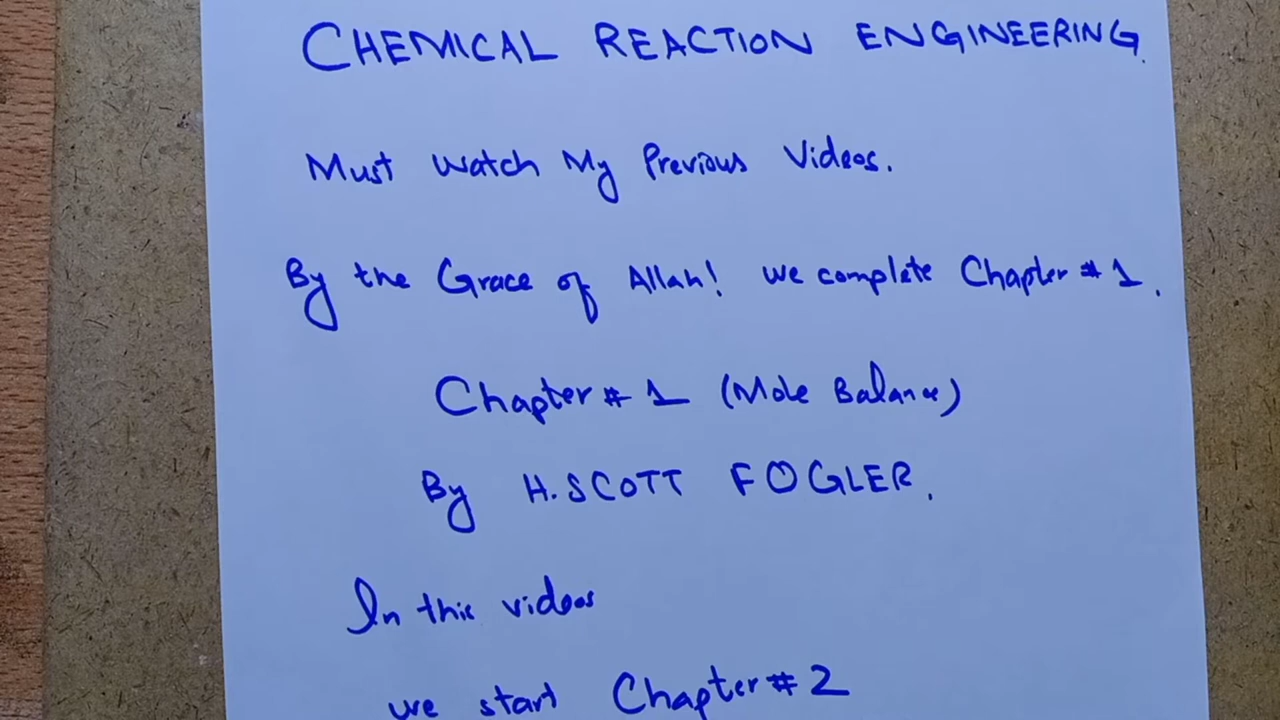 CHEMICAL REACTION ENGINEERING.
Must Watch My Previous Videos.
By the Grace of Allah! We complete Chapter # 1.
Chapter # 1 (Mole Balance)
By H. SCOTT FOGLER.
In this videos
we start Chapter # 2